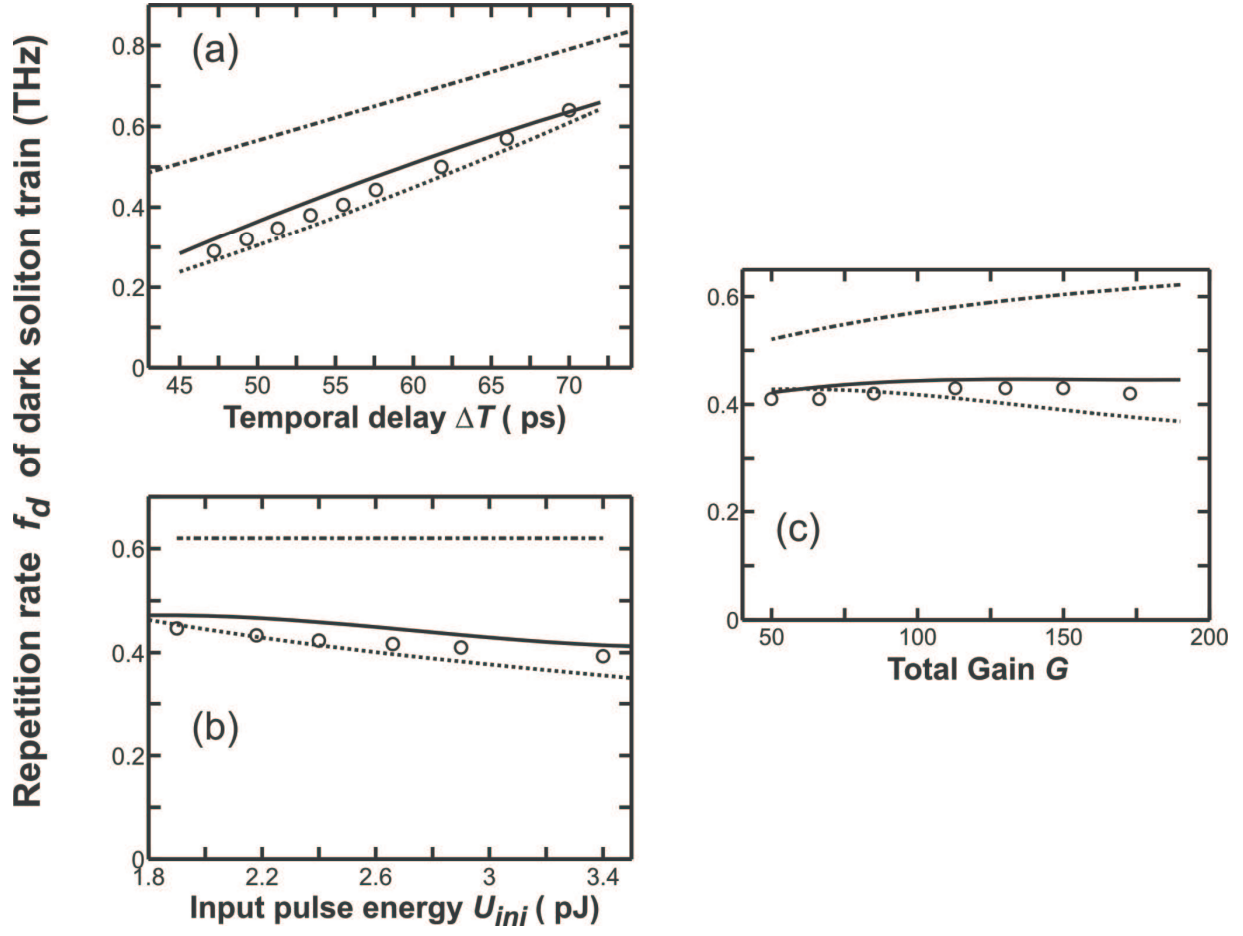 Repetition rate f_d of dark soliton train (THz)
(a)
0.8
0.6
0.4
0.2
0
45 50 55 60 65 70
Temporal delay ΔT ( ps)
(b)
0.6
0.4
0.2
0
1.8 2.2 2.6 3 3.4
Input pulse energy U_ini ( pJ)
(c)
0.6
0.4
0.2
0
50 100 150 200
Total Gain G